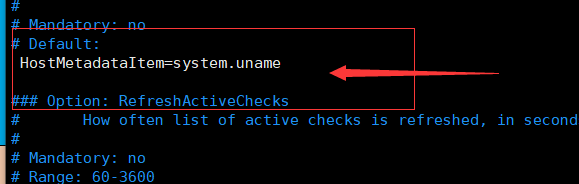 #
# Mandatory: no
# Default:
HostMetadataItem=system.uname
### Option: RefreshActiveChecks
# How often list of active checks is refreshed, in second
#
# Mandatory: no
# Range: 60-3600